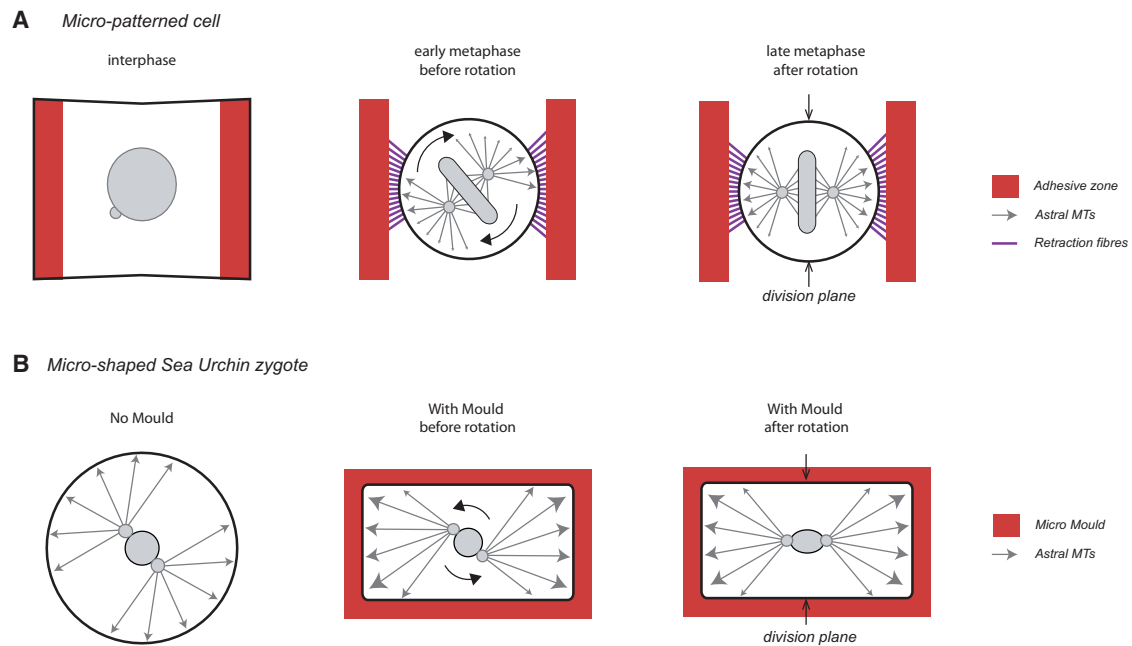 A Micro-patterned cell
interphase
early metaphase
before rotation
late metaphase
after rotation
division plane
Adhesive zone
Astral MTs
Retraction fibres
B Micro-shaped Sea Urchin zygote
No Mould
With Mould
before rotation
With Mould
after rotation
division plane
Micro Mould
Astral MTs